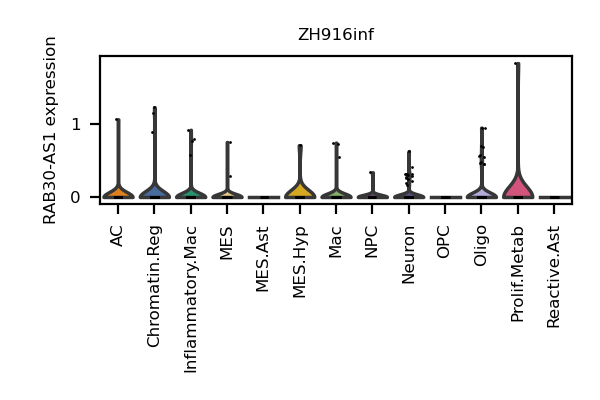 ZH916inf
RAB30-AS1 expression
1
0
AC
Chromatin.Reg
Inflammatory.Mac
MES
MES.Ast
MES.Hyp
Mac
NPC
Neuron
OPC
Oligo
Prolif.Metab
Reactive.Ast